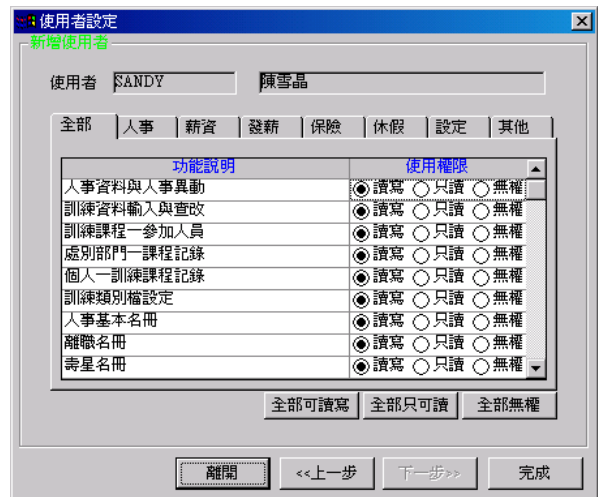 使用者設定
新增使用者
使用者 SANDY 陳雪晶
全部 人事 薪資 發薪 保險 休假 設定 其他
功能説明 使用權限
人事資料與人事異動 讀寫 只讀 無權
訓練資料輸入與查改 讀寫 只讀 無權
訓練課程一參加人員 讀寫 只讀 無權
處別部門一課程記錄 讀寫 只讀 無權
個人一訓練課程記錄 讀寫 只讀 無權
訓練類別檔設定 讀寫 只讀 無權
人事基本名冊 讀寫 只讀 無權
離職名冊 讀寫 只讀 無權
壽星名冊 讀寫 只讀 無權
全部可讀寫 全部只可讀 全部無權
離開 <<上一步 下一步>> 完成